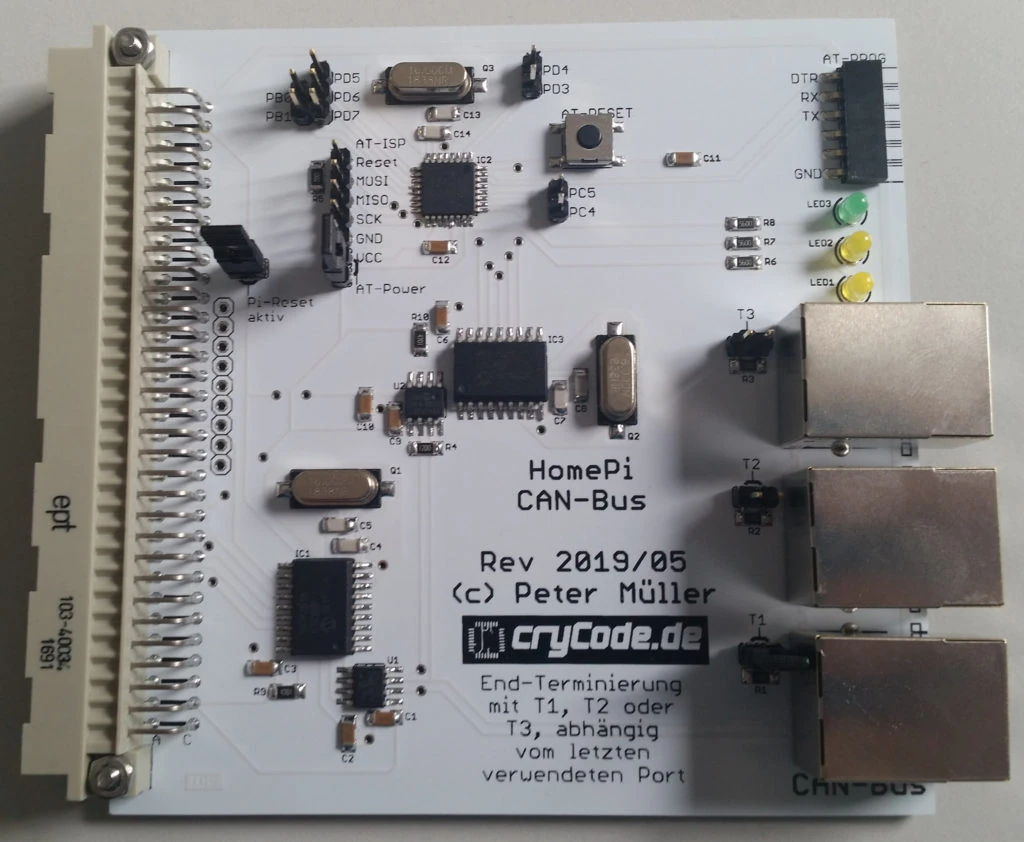 PD5
PB0 PD6
PB1 PD7
Q3
C13
C14
PD4
PD3
AT-RESET
AT-PROG
DTR
RX
TX
GND
AT-ISP
Reset
MOSI
MISO
SCK
GND
VCC
AT-Power
IC2
C12
PC5
PC4
C11
LED3
LED2
LED1
R8
R7
R6
Pi-Reset
aktiv
R10
C6
IC3
T3
R3
U2
C10
C9
R4
C7
C8
Q2
Q1
C5
C4
IC1
HomePi
CAN-Bus
T2
R2
Rev 2019/05
(c) Peter Müller
cryCode.de
T1
R1
End-Terminierung
mit T1, T2 oder
T3, abhängig
vom letzten
verwendeten Port
CAN-Bus
C3
R9
U1
C1
C2
A C
ept